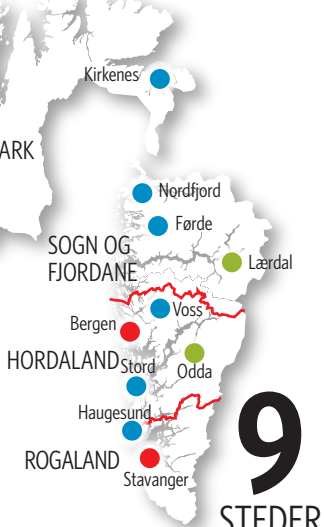 Kirkenes
ARK
Nordfjord
Førde
SOGN OG
FJORDANE
Lærdal
Voss
Bergen
HORDALAND
Stord
Odda
Haugesund
ROGALAND
Stavanger
9
STEDER